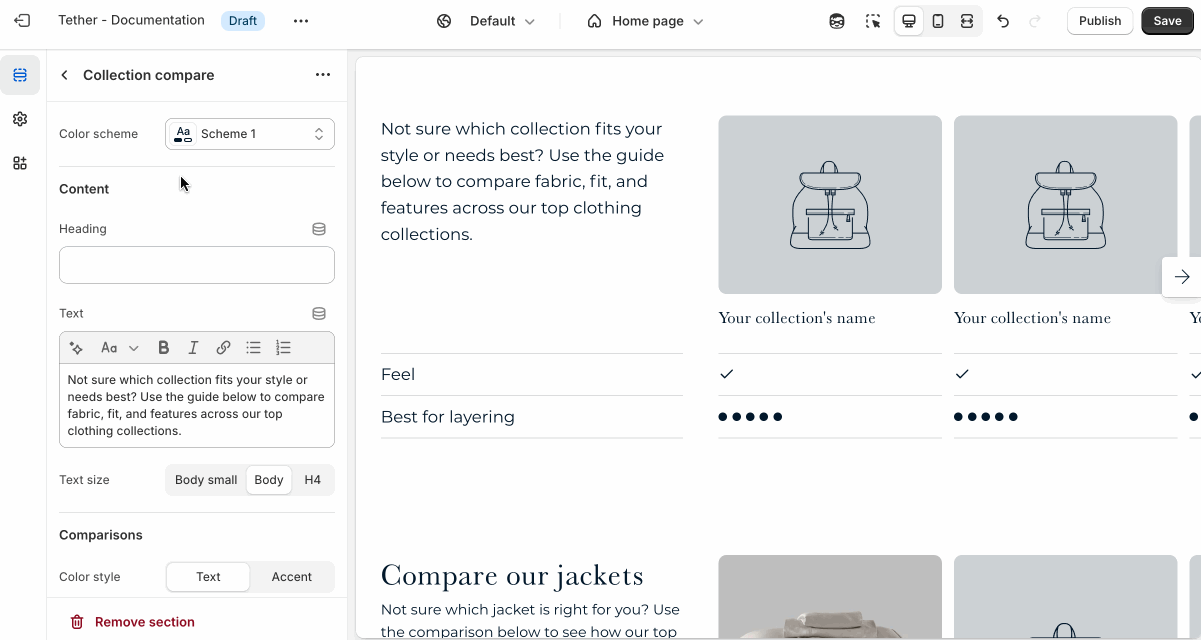 Tether - Documentation Draft
Default
Home page
Publish
Save
Collection compare
Color scheme
Aa Scheme 1
Content
Heading
Text
Aa B I
Not sure which collection fits your style or
needs best? Use the guide below to compare
fabric, fit, and features across our top
clothing collections.
Text size
Body small Body H4
Comparisons
Color style
Text Accent
Remove section
Not sure which collection fits your
style or needs best? Use the guide
below to compare fabric, fit, and
features across our top clothing
collections.
Your collection's name
Your collection's name
Feel
Best for layering
Compare our jackets
Not sure which jacket is right for you? Use
the comparison below to see how our top